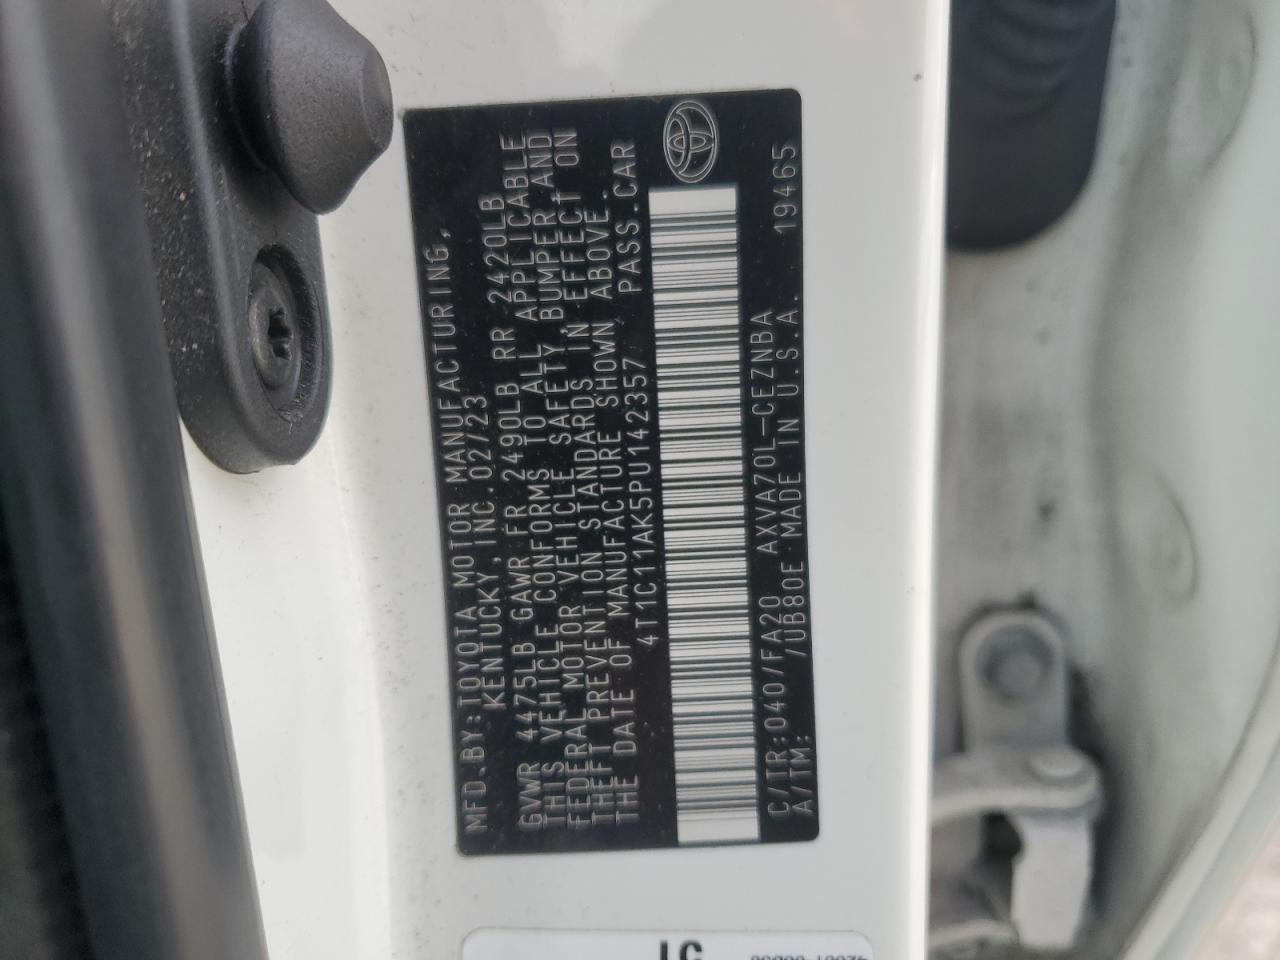 MFD.BY:TOYOTA MOTOR MANUFACTURING,
KENTUCKY, INC.02/23
GVWR 4475LB GAWR FR 2490LB RR 2420LB
THIS VEHICLE CONFORMS TO ALL APPLICABLE
FEDERAL MOTOR VEHICLE SAFETY,BUMPER,AND
THEFT PREVENTION STANDARDS IN EFFECT ON
THE DATE OF MANUFACTURE SHOWN ABOVE.
4T1C11AK5PU142357 PASS.CAR
C/TR:040/FA20 AXVA70L-CEZNBA 19465
A/TM: /UB80E MADE IN U.S.A.